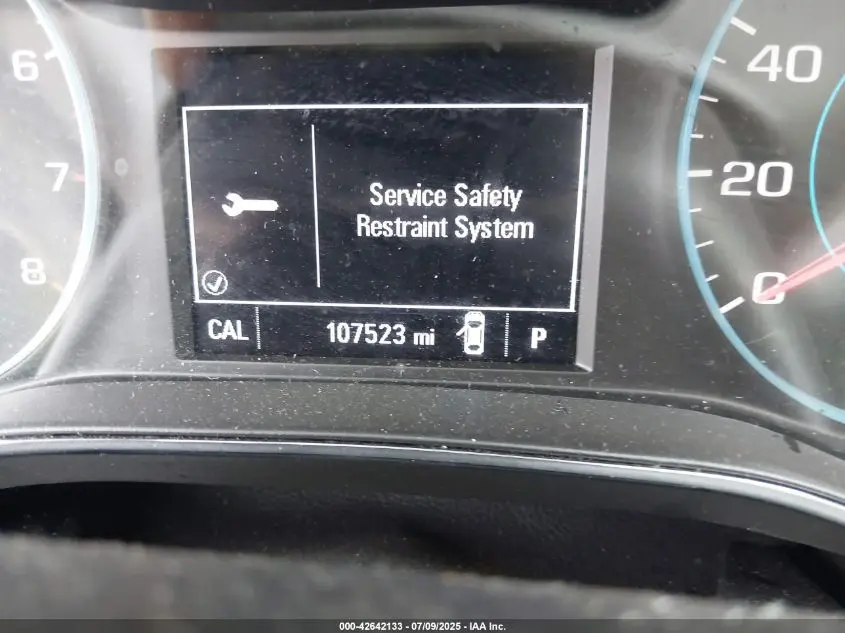 6
7
8
Service Safety
Restraint System
CAL 107523 mi P
40
20
0
000-42642133 - 07/09/2025 - IAA Inc.